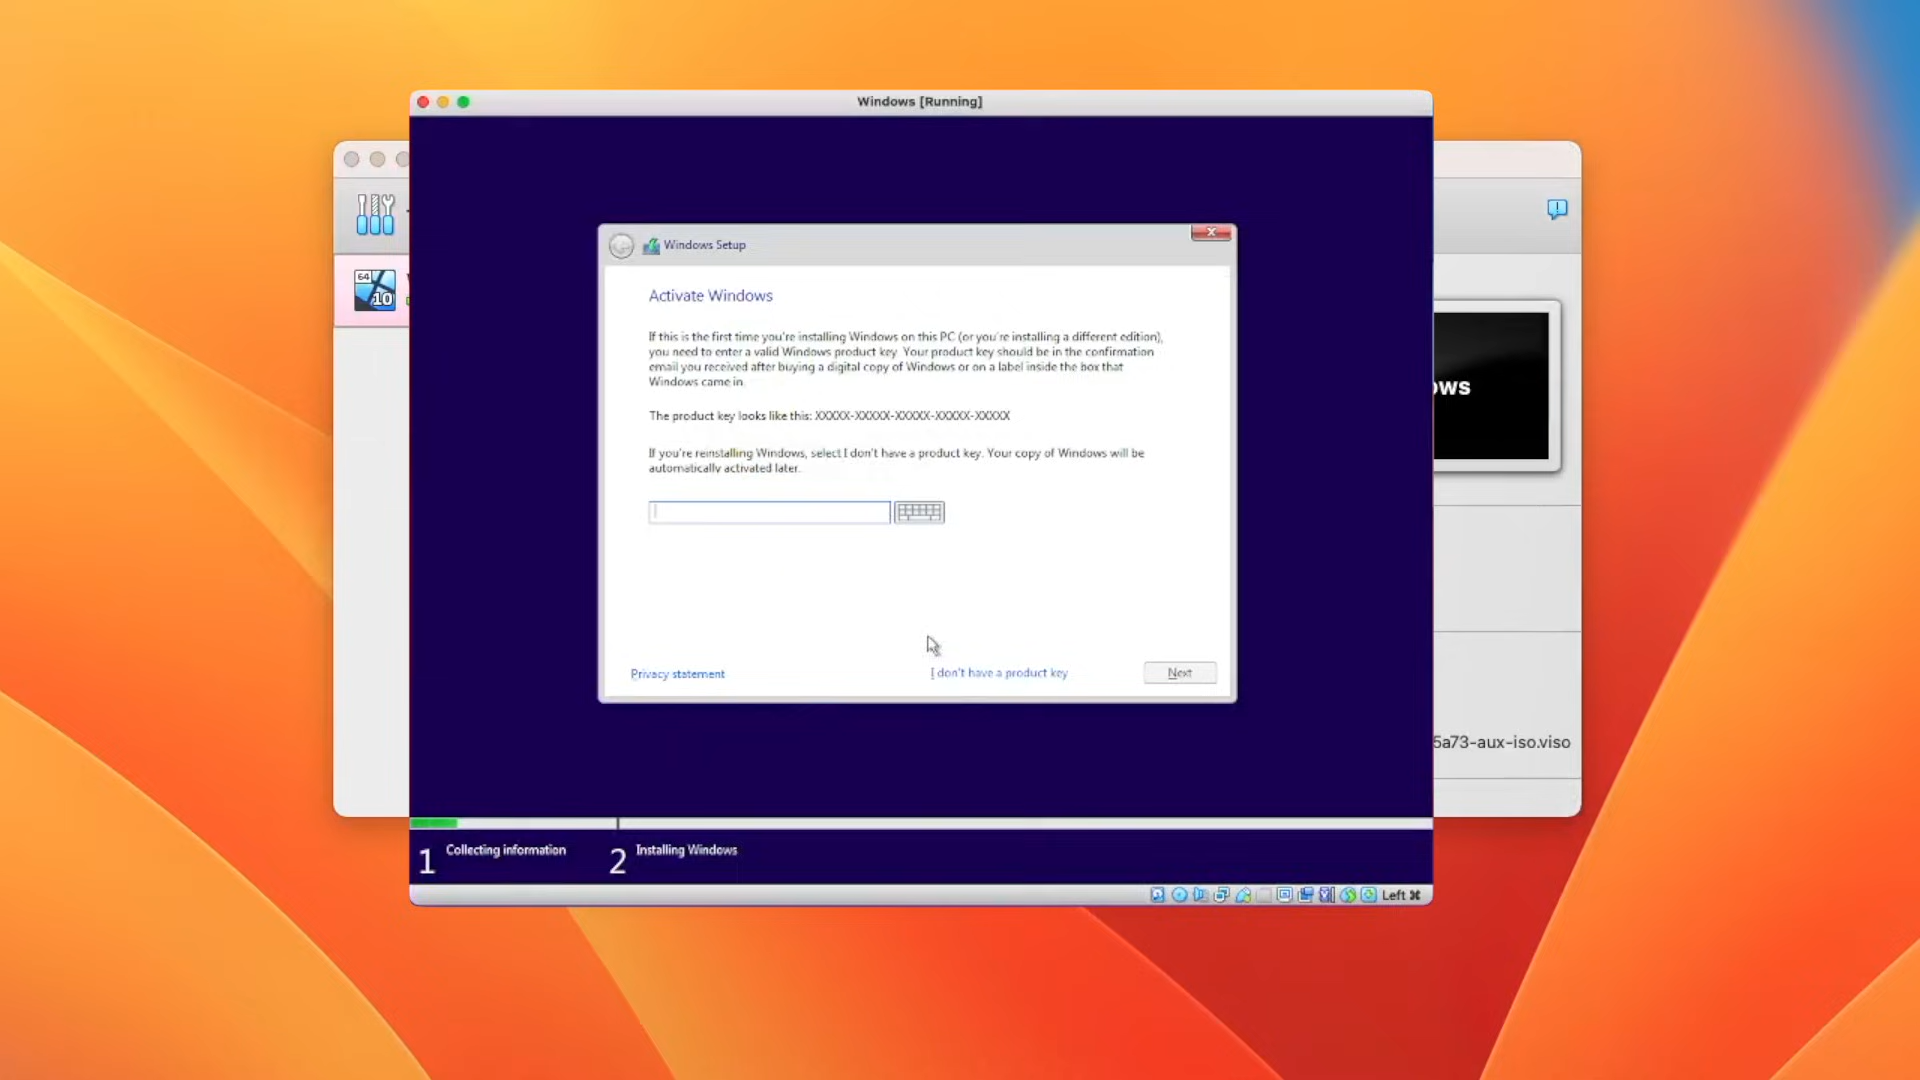 Windows [Running]
Windows Setup
Activate Windows
If this is the first time you're installing Windows on this PC (or you're installing a different edition),
you need to enter a valid Windows product key. Your product key should be in the confirmation
email you received after buying a digital copy of Windows or on a label inside the box that
Windows came in.
The product key looks like this: XXXXX-XXXXX-XXXXX-XXXXX-XXXXX
If you're reinstalling Windows, select I don't have a product key. Your copy of Windows will be
automatically activated later.
Privacy statement
I don't have a product key
Next
64
10
ows
5a73-aux-iso.viso
1 Collecting information
2 Installing Windows
Left ⌘